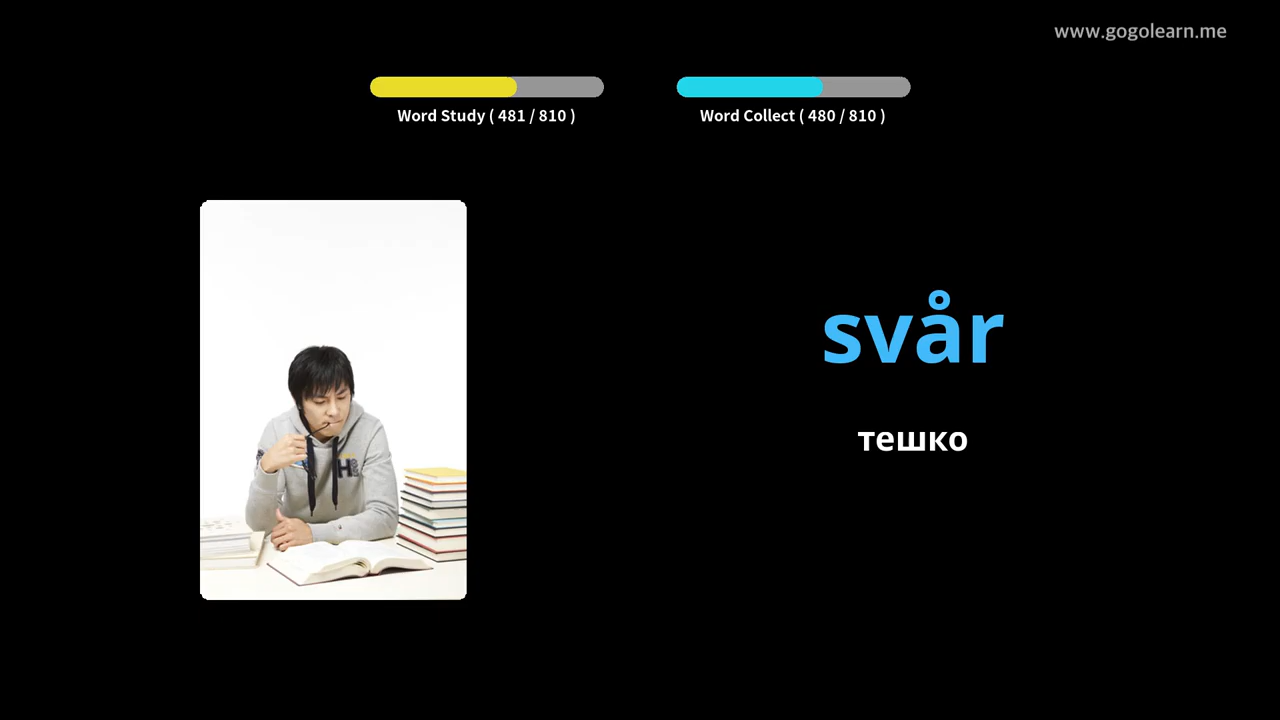 www.gogolearn.me
Word Study ( 481 / 810 )
Word Collect ( 480 / 810 )
svår
тешко
H